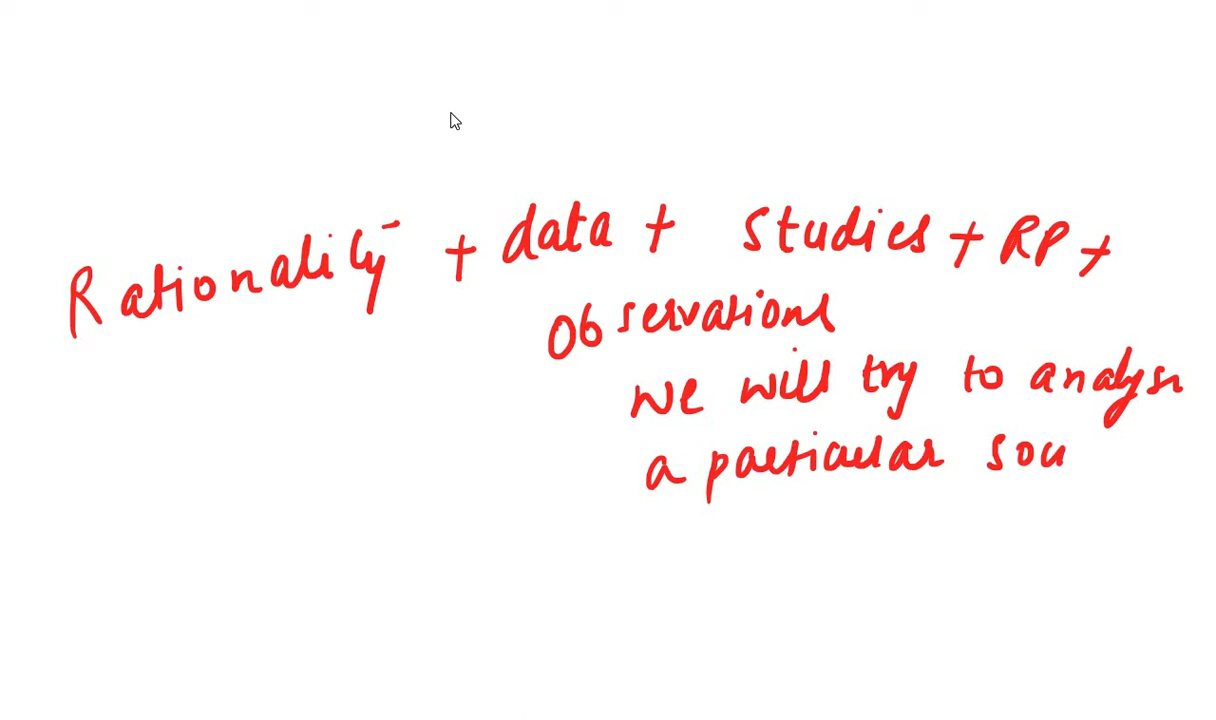 Rationality + data + studies + RP +
observations
we will try to analyse
a particular sou